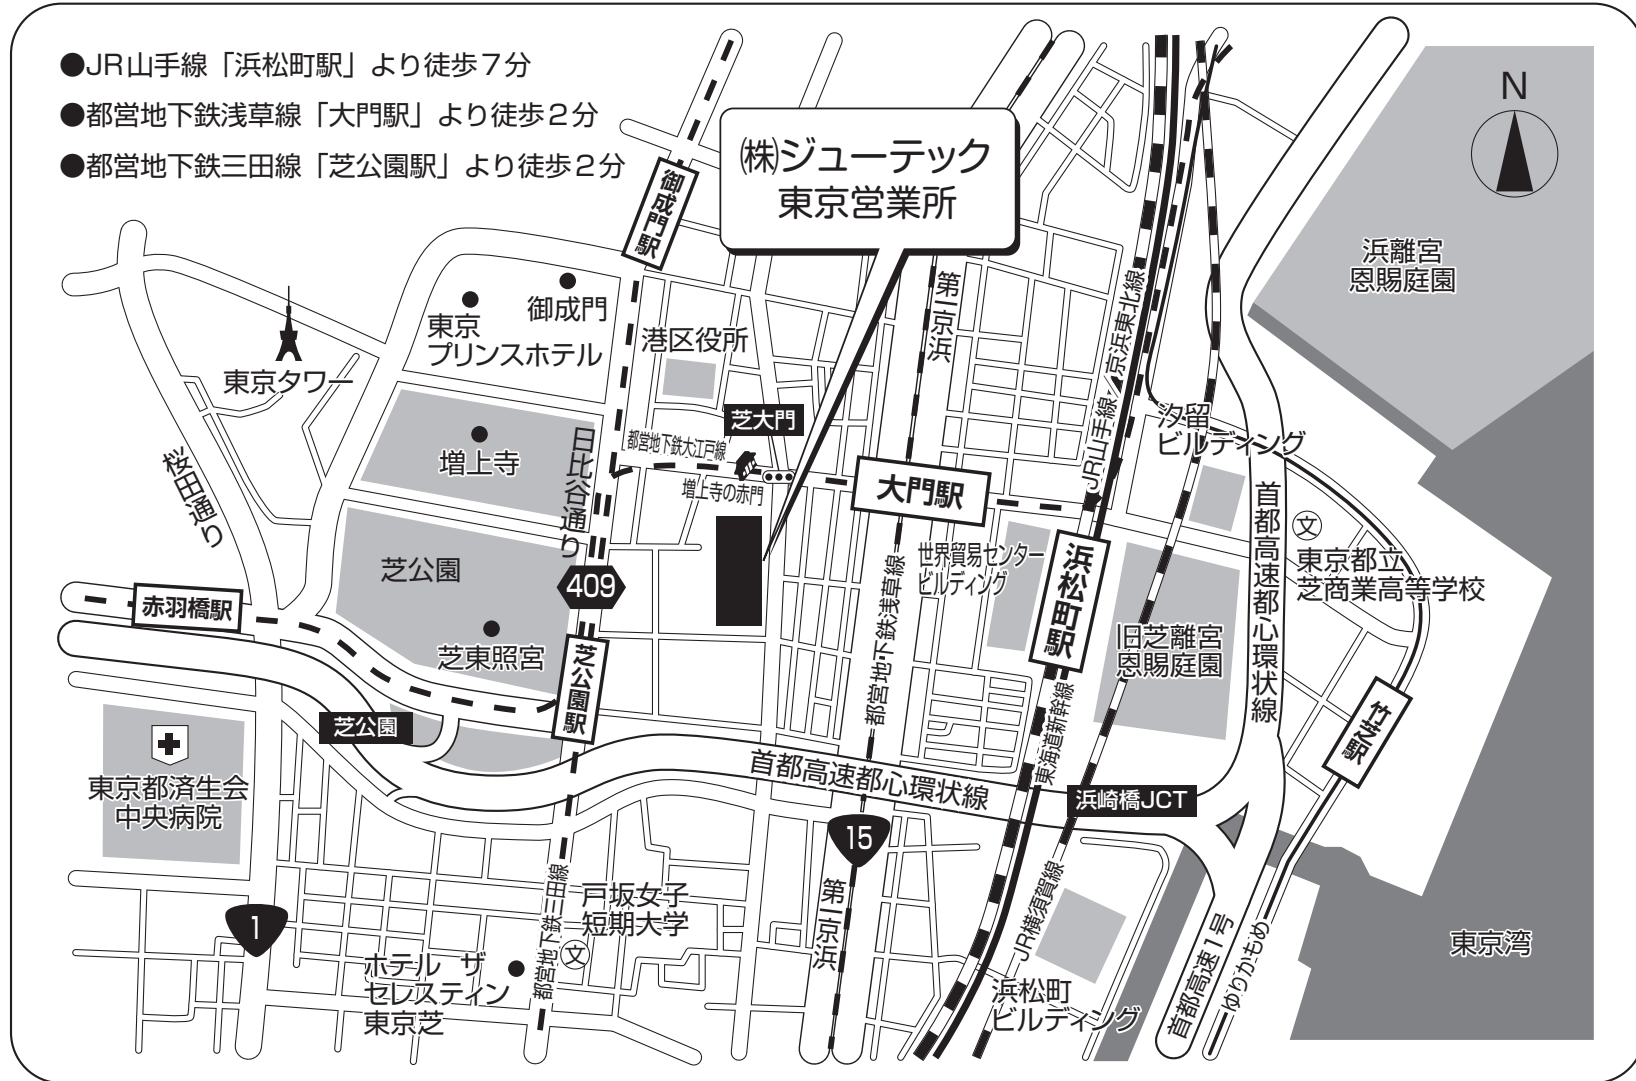 ●JR山手線「浜松町駅」より徒歩7分
●都営地下鉄浅草線「大門駅」より徒歩2分
●都営地下鉄三田線「芝公園駅」より徒歩2分
㈱ジューテック
東京営業所
N
浜離宮
恩賜庭園
御成門駅
御成門
東京
プリンスホテル
港区役所
第一京浜
JR山手線/京浜東北線
東京タワー
芝大門
汐留
ビルディング
都営地下鉄大江戸線
増上寺
日比谷通り
増上寺の赤門
大門駅
桜田通り
首都高速都心環状線
文
東京都立
芝商業高等学校
世界貿易センター
ビルディング
浜松町駅
芝公園
409
赤羽橋駅
都営地下鉄浅草線
旧芝離宮
恩賜庭園
芝東照宮
芝公園駅
芝公園
東海道新幹線
竹芝駅
東京都済生会
中央病院
首都高速都心環状線
浜崎橋JCT
15
1
都営地下鉄三田線
戸坂女子
短期大学
文
第一京浜
JR横須賀線
首都高速1号
ゆりかもめ
東京湾
ホテル ザ
セレスティン
東京芝
浜松町
ビルディング